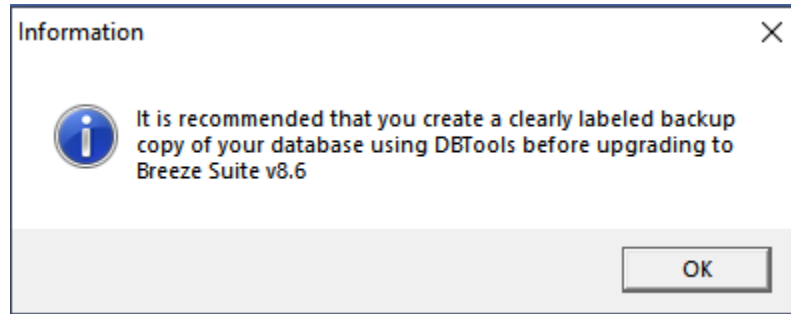 Information
It is recommended that you create a clearly labeled backup
copy of your database using DBTools before upgrading to
Breeze Suite v8.6
OK